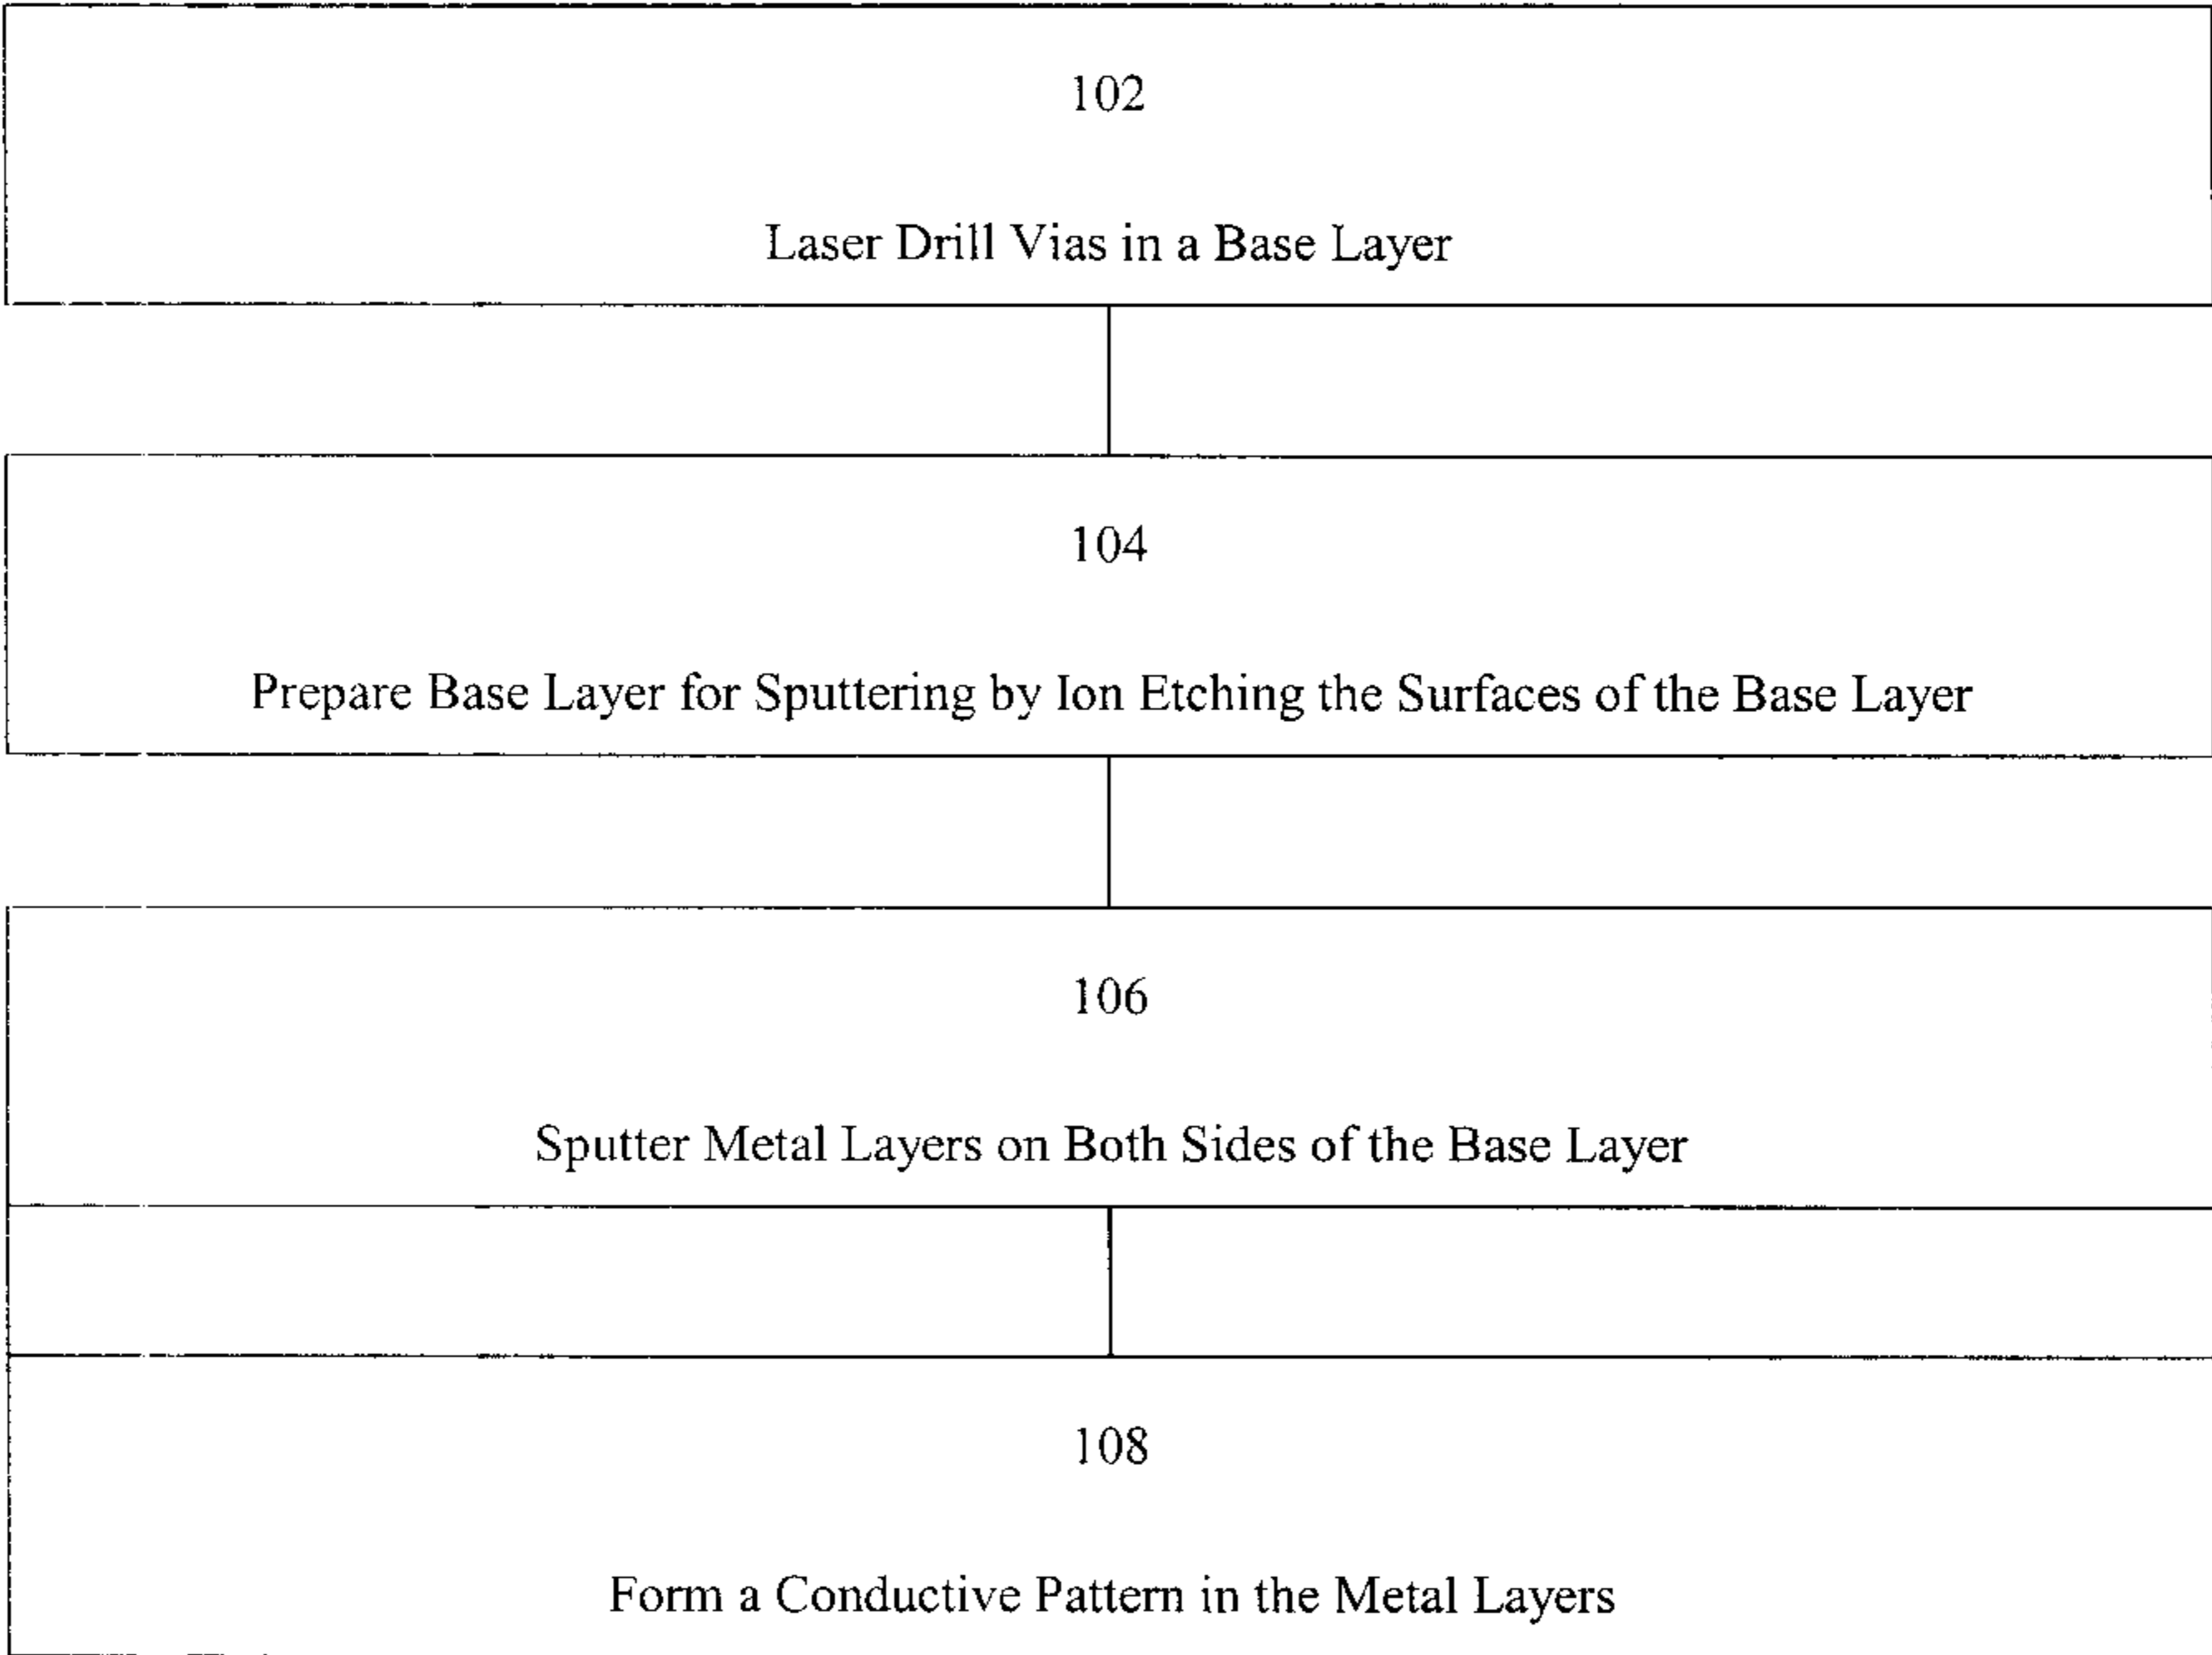 102
Laser Drill Vias in a Base Layer
104
Prepare Base Layer for Sputtering by Ion Etching the Surfaces of the Base Layer
106
Sputter Metal Layers on Both Sides of the Base Layer
108
Form a Conductive Pattern in the Metal Layers